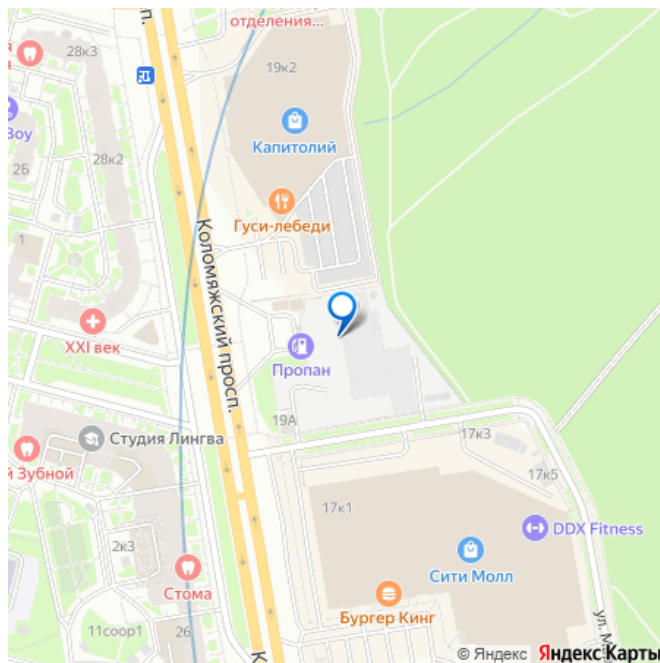 отделения...
19к2
28к3
Воу
28к2
2Б
Капитолий
Гуси-лебеди
1
Коломяжский просп.
XXI век
Пропан
19А
Студия Лингва
Зубной
17к3
17к5
17к1
DDX Fitness
2к3
Сити Молл
Стома
Бургер Кинг
11соор1
26
ул. М
© Яндекс Яндекс Карты